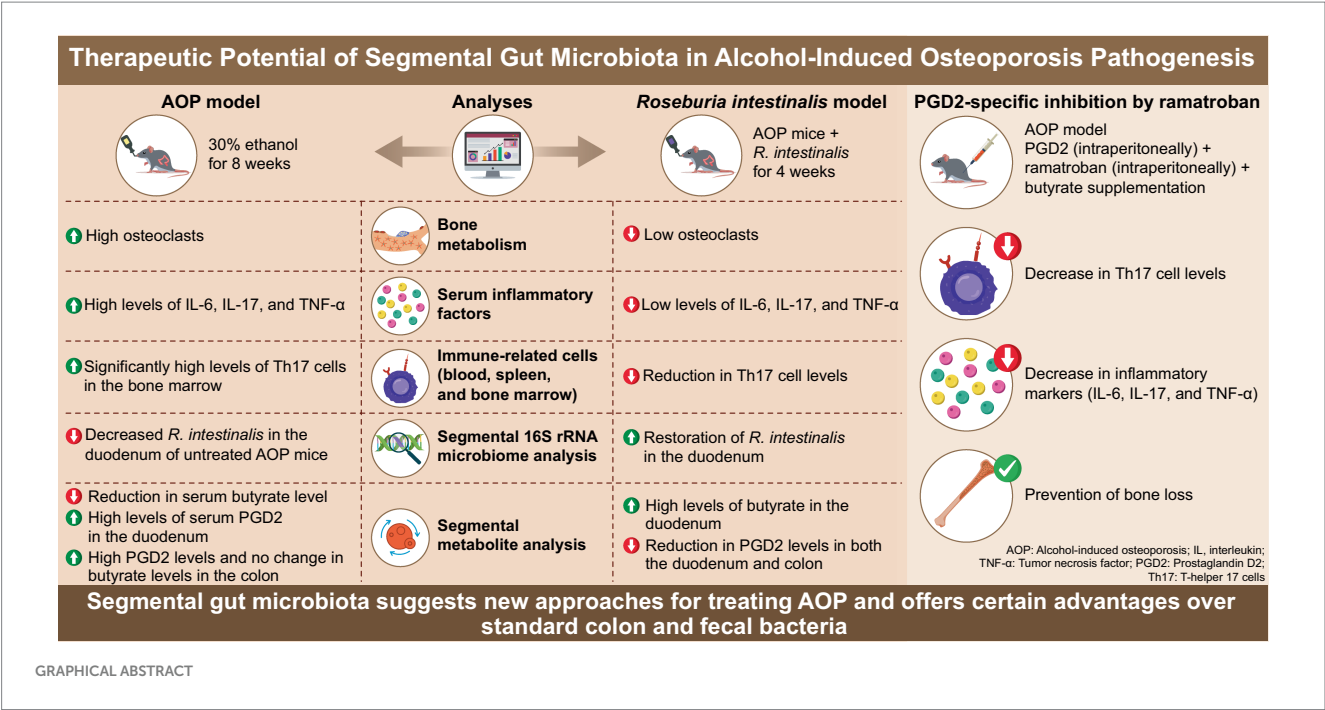 Therapeutic Potential of Segmental Gut Microbiota in Alcohol-Induced Osteoporosis Pathogenesis
AOP model
30% ethanol
for 8 weeks
Analyses
Roseburia intestinalis model
AOP mice +
R. intestinalis
for 4 weeks
High osteoclasts
Bone
metabolism
Low osteoclasts
High levels of IL-6, IL-17, and TNF-α
Serum inflammatory
factors
Low levels of IL-6, IL-17, and TNF-α
Significantly high levels of Th17 cells
in the bone marrow
Immune-related cells
(blood, spleen,
and bone marrow)
Reduction in Th17 cell levels
Decreased R. intestinalis in the
duodenum of untreated AOP mice
Segmental 16S rRNA
microbiome analysis
Restoration of R. intestinalis
in the duodenum
Reduction in serum butyrate level
High levels of serum PGD2
in the duodenum
High PGD2 levels and no change in
butyrate levels in the colon
Segmental
metabolite analysis
High levels of butyrate in the
duodenum
Reduction in PGD2 levels in both
the duodenum and colon
PGD2-specific inhibition by ramatroban
AOP model
PGD2 (intraperitoneally) +
ramatroban (intraperitoneally) +
butyrate supplementation
Decrease in Th17 cell levels
Decrease in inflammatory
markers (IL-6, IL-17, and TNF-α)
Prevention of bone loss
AOP: Alcohol-induced osteoporosis; IL, interleukin;
TNF-α: Tumor necrosis factor; PGD2: Prostaglandin D2;
Th17: T-helper 17 cells
Segmental gut microbiota suggests new approaches for treating AOP and offers certain advantages over
standard colon and fecal bacteria
GRAPHICAL ABSTRACT